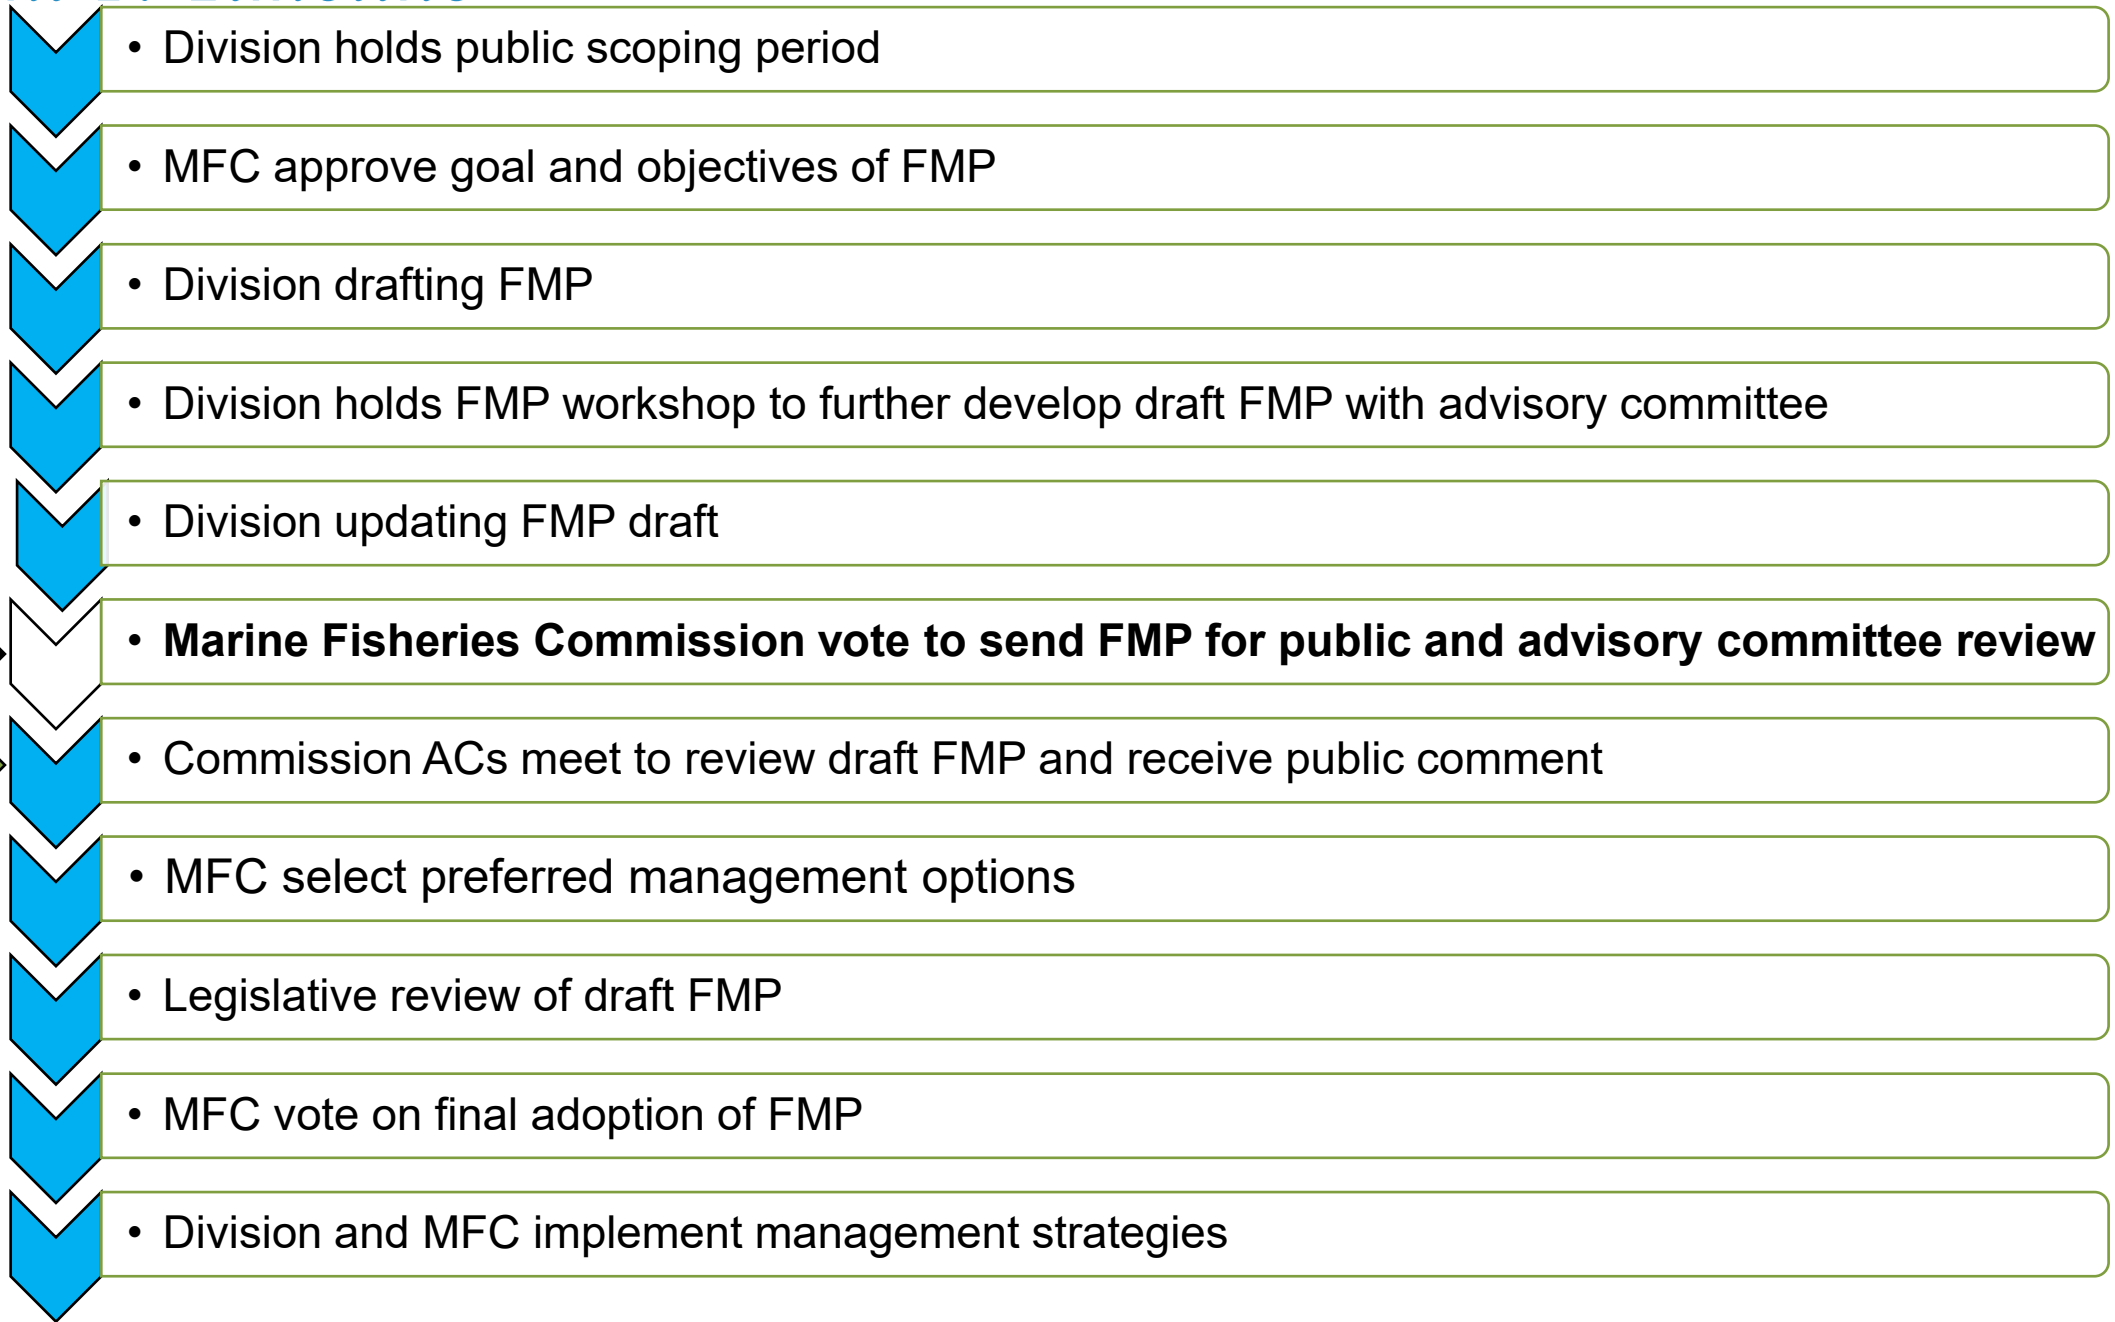 • Division holds public scoping period
• MFC approve goal and objectives of FMP
• Division drafting FMP
• Division holds FMP workshop to further develop draft FMP with advisory committee
• Division updating FMP draft
• Marine Fisheries Commission vote to send FMP for public and advisory committee review
• Commission ACs meet to review draft FMP and receive public comment
• MFC select preferred management options
• Legislative review of draft FMP
• MFC vote on final adoption of FMP
• Division and MFC implement management strategies